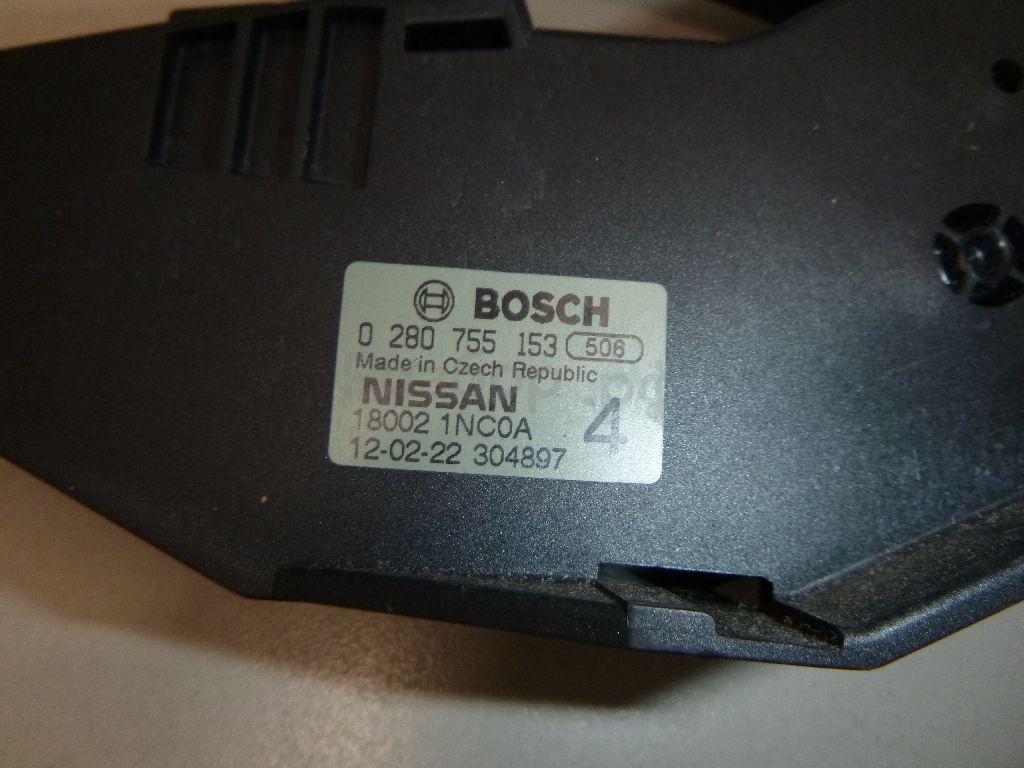 BOSCH
0 280 755 153 506
Made in Czech Republic
NISSAN
18002 1NC0A 4
12-02-22 304897